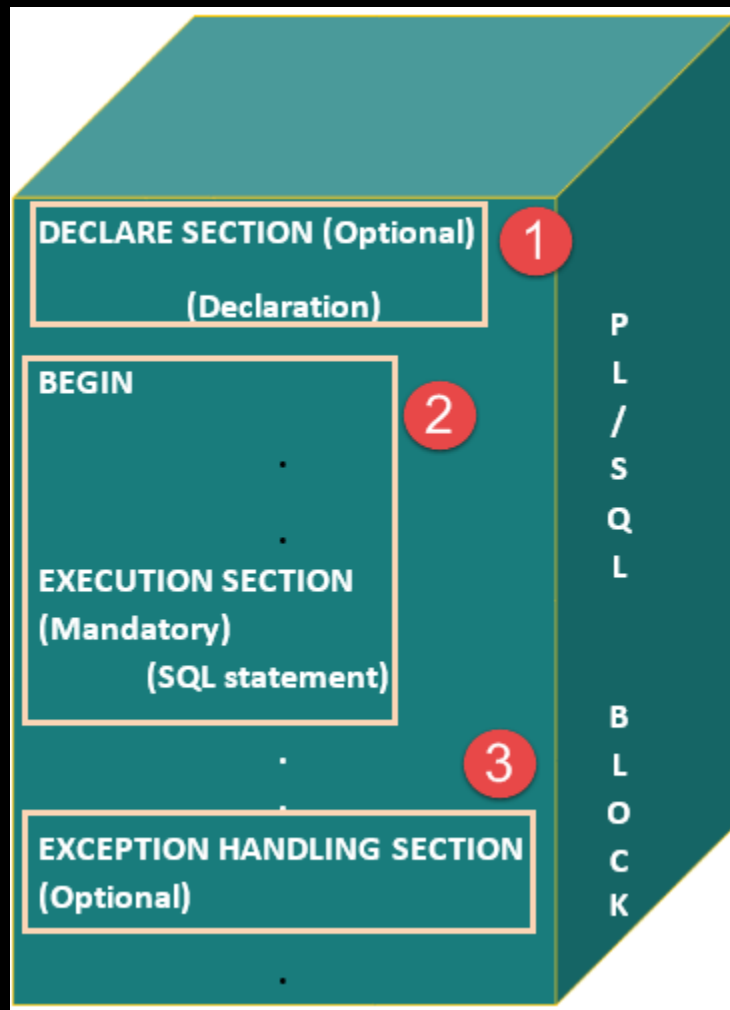 DECLARE SECTION (Optional)
1
(Declaration)
BEGIN
2
.
.
EXECUTION SECTION
(Mandatory)
(SQL statement)
.
3
.
EXCEPTION HANDLING SECTION
(Optional)
.
P
L
/
S
Q
L
B
L
O
C
K